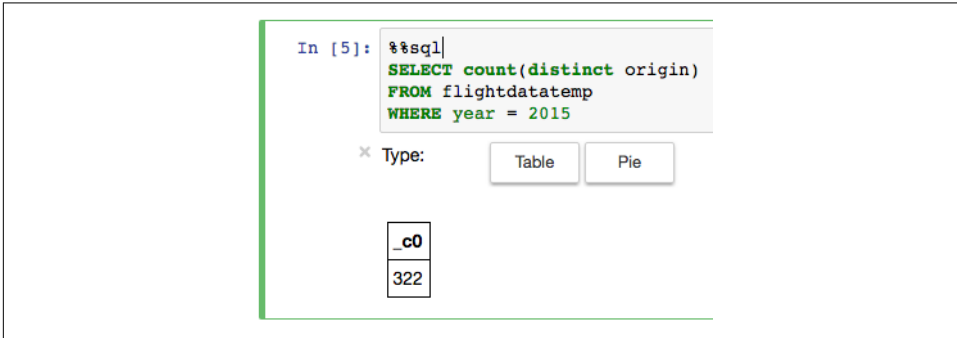 In [5]: %%sql
SELECT count(distinct origin)
FROM flightdatatemp
WHERE year = 2015
× Type: Table Pie
_c0
322